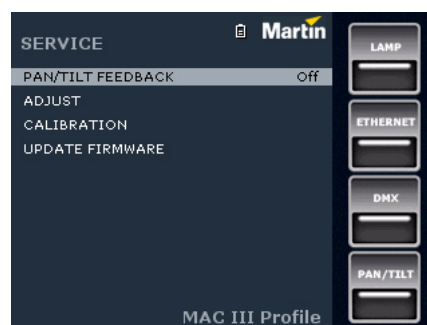 SERVICE
Martin
LAMP
PAN/TILT FEEDBACK Off
ADJUST
CALIBRATION
UPDATE FIRMWARE
ETHERNET
DMX
PAN/TILT
MAC III Profile